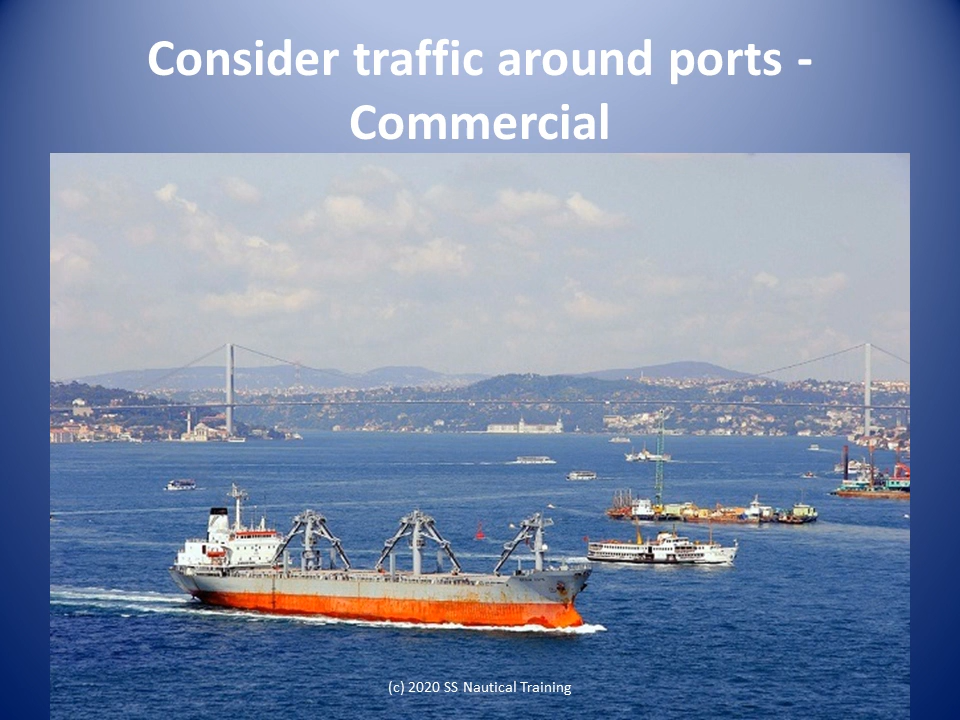 Consider traffic around ports -
Commercial
(c) 2020 SS Nautical Training